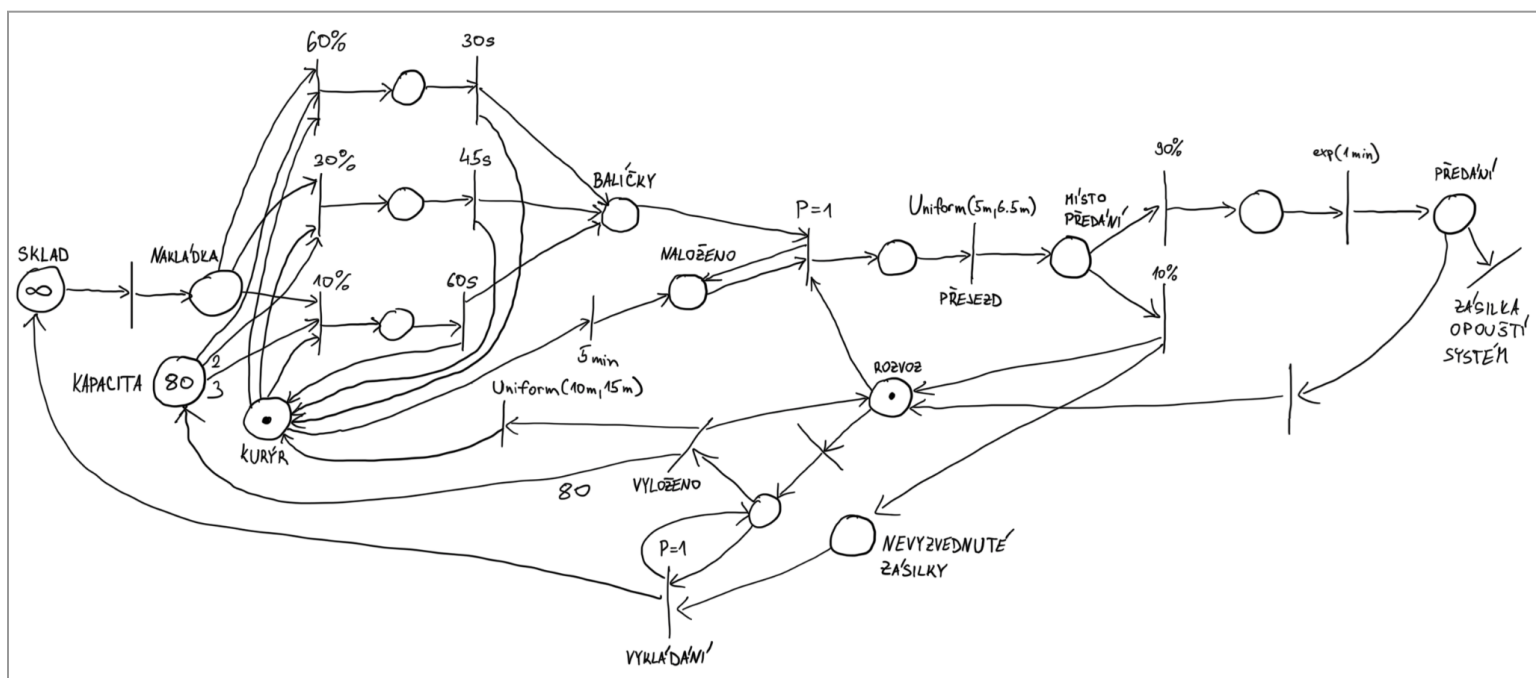 60%
30s
30%
45s
10%
60s
SKLAD
∞
NAKLÁDKA
KAPACITA
80
2
3
KURÝR
BALÍČKY
NALOŽENO
5min
Uniform(10m,15m)
P=1
Uniform(5m,6.5m)
PŘEJEZD
MÍSTO
PŘEDÁNÍ
90%
exp(1min)
PŘEDÁNÍ
10%
ZÁSILKA
OPOUŠTÍ
SYSTÉM
ROZVOZ
VYLOŽENO
80
P=1
VYKLÁDÁNÍ
NEVYZVEDNUTÉ
ZÁSILKY